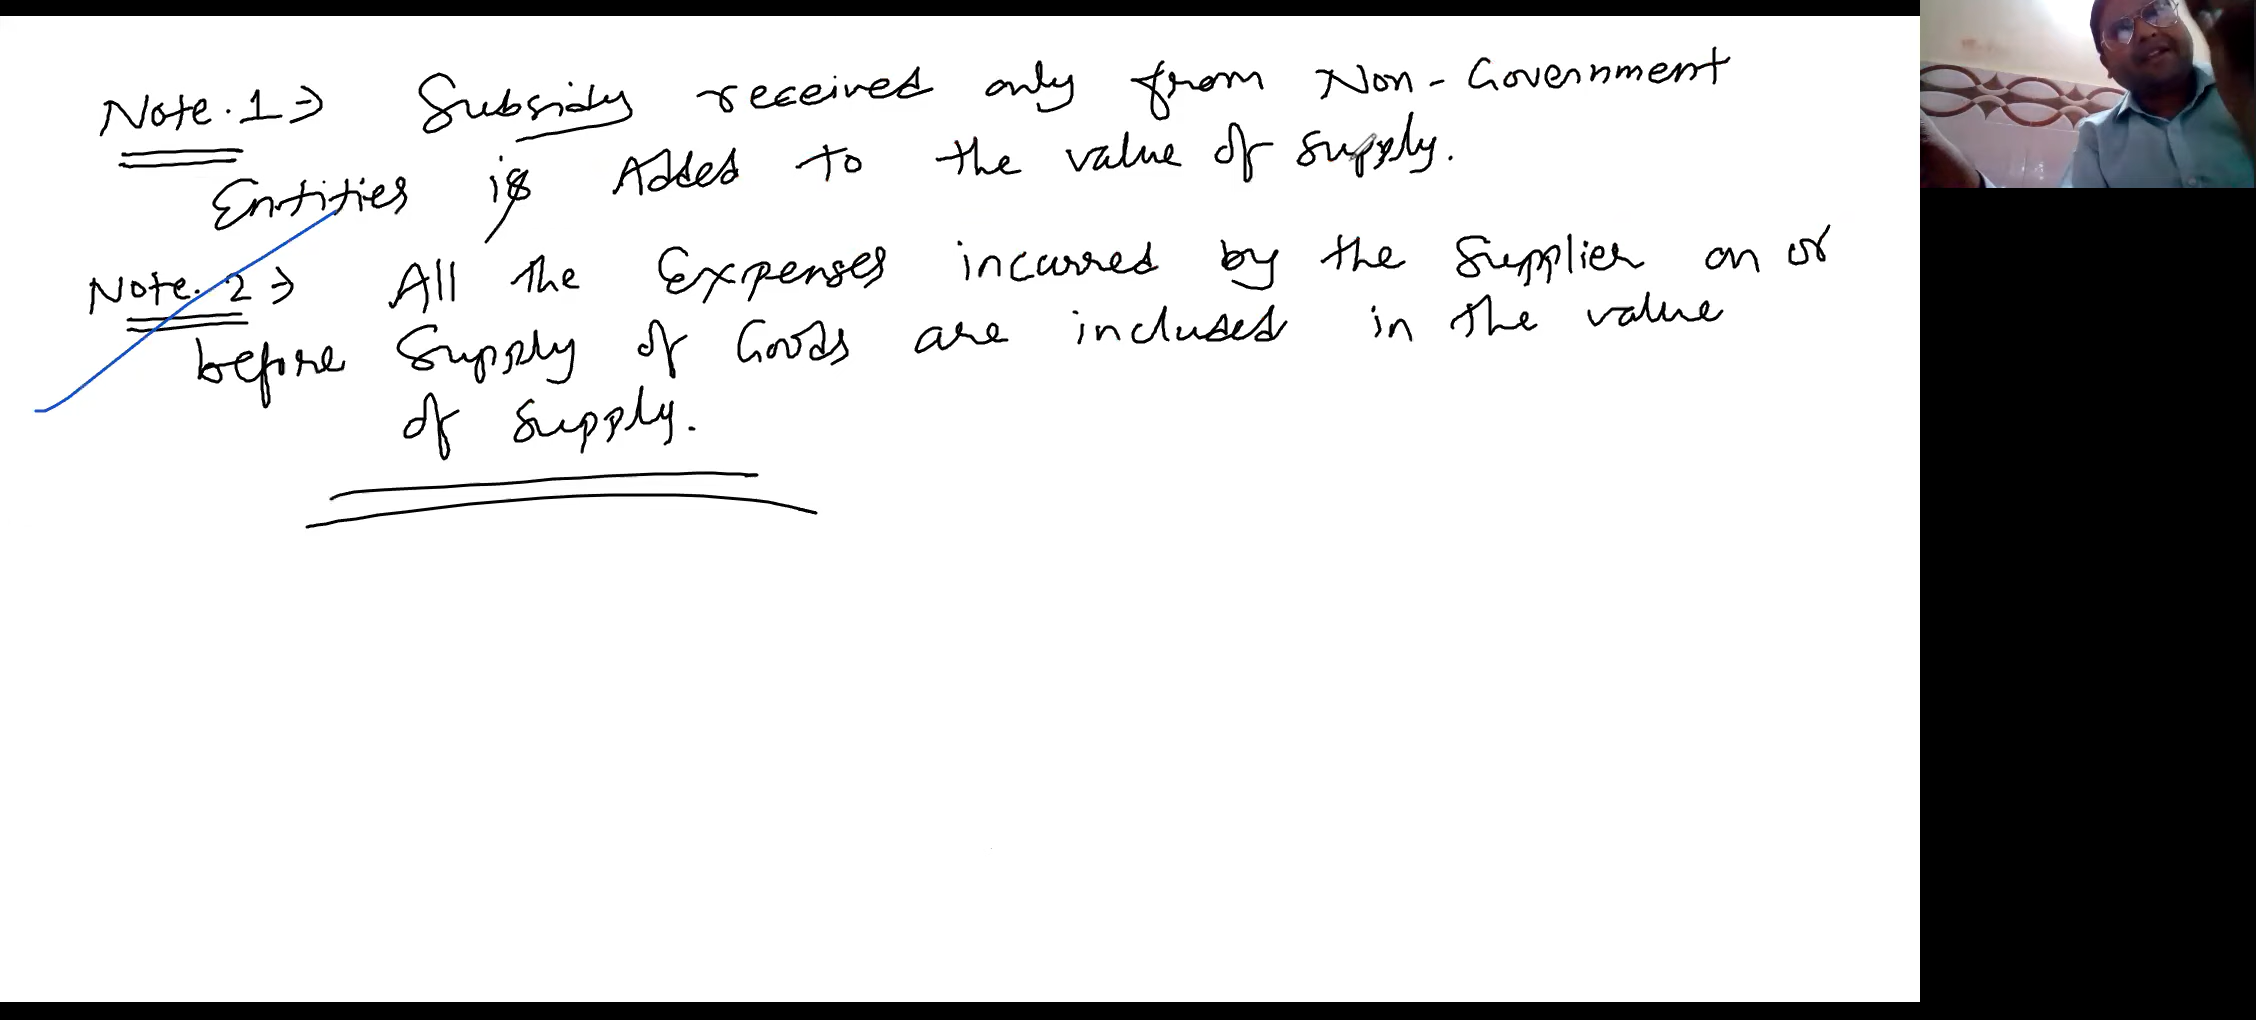 Note.1⇒ Subsidy received only from Non-Government
Entities is Added to the value of supply.
Note.2⇒ All the Expenses incurred by the Supplier on or
before Supply of Goods are included in the value
of supply.